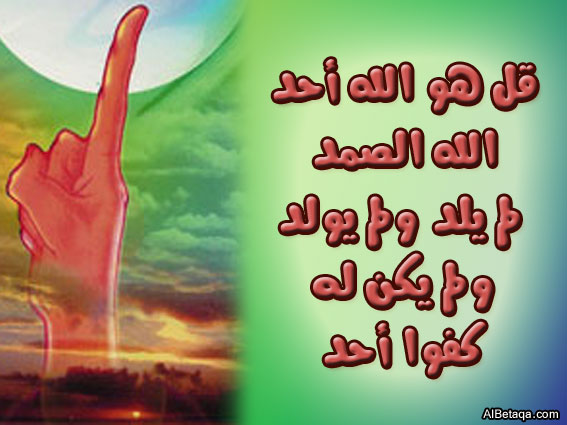 قل هو الله أحد
الله الصمد
لم يلد ولم يولد
ولم يكن له
كفوا أحد
AlBetaqa.com